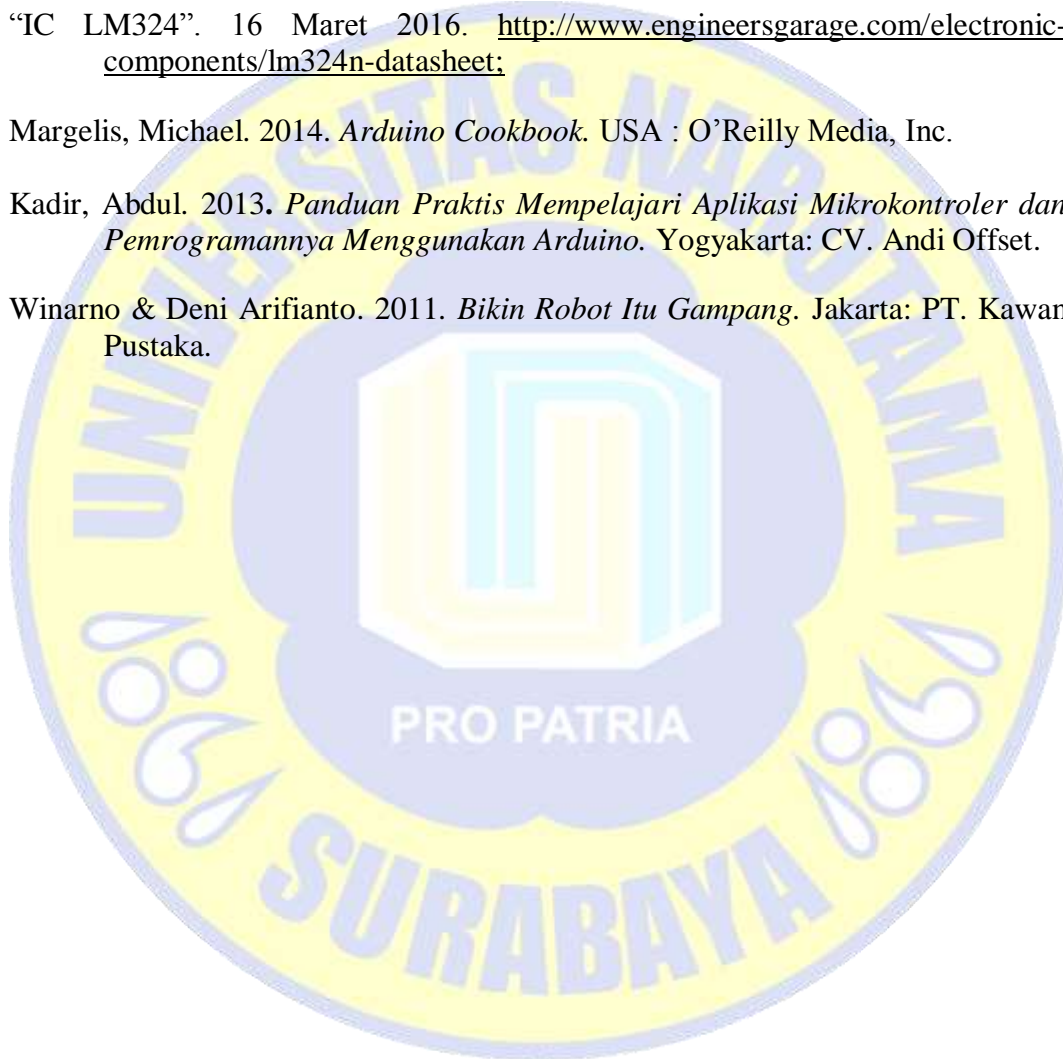 “IC LM324”. 16 Maret 2016. http://www.engineersgarage.com/electronic-
components/lm324n-datasheet;
Margelis, Michael. 2014. Arduino Cookbook. USA : O’Reilly Media, Inc.
Kadir, Abdul. 2013. Panduan Praktis Mempelajari Aplikasi Mikrokontroler dan
Pemrogramannya Menggunakan Arduino. Yogyakarta: CV. Andi Offset.
Winarno & Deni Arifianto. 2011. Bikin Robot Itu Gampang. Jakarta: PT. Kawan
Pustaka.
UNIVERSITAS NAROTAMA
PRO PATRIA
SURABAYA